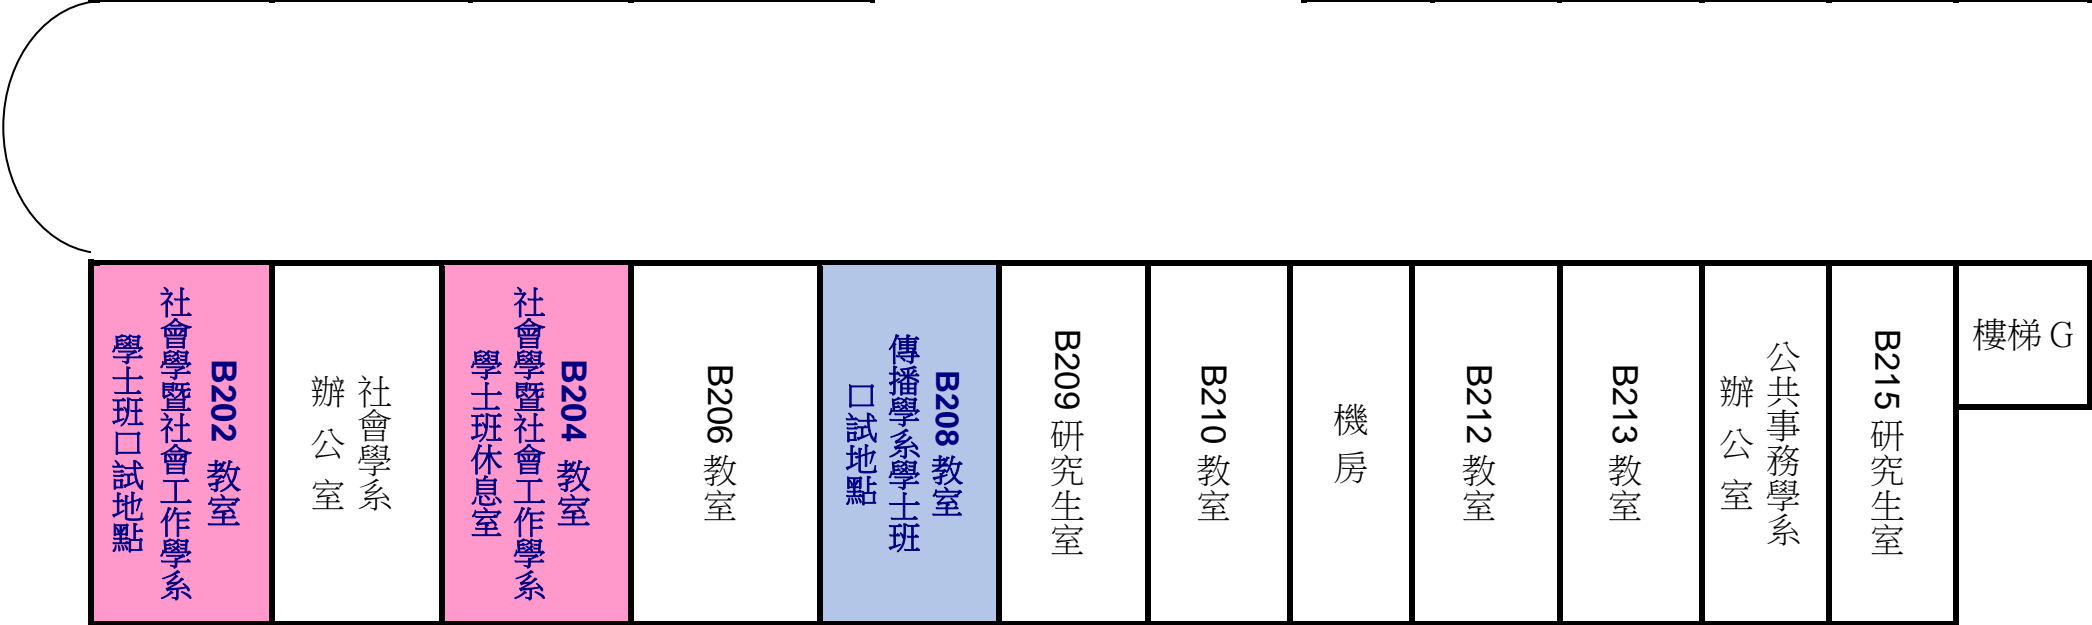 B202 教室
社會學暨社會工作學系
學士班口試地點
社會學系
辦公室
B204 教室
社會學暨社會工作學系
學士班休息室
B206 教室
B208 教室
傳播學系學士班
口試地點
B209 研究生室
B210 教室
機房
B212 教室
B213 教室
公共事務學系
辦公室
B215 研究生室
樓梯 G